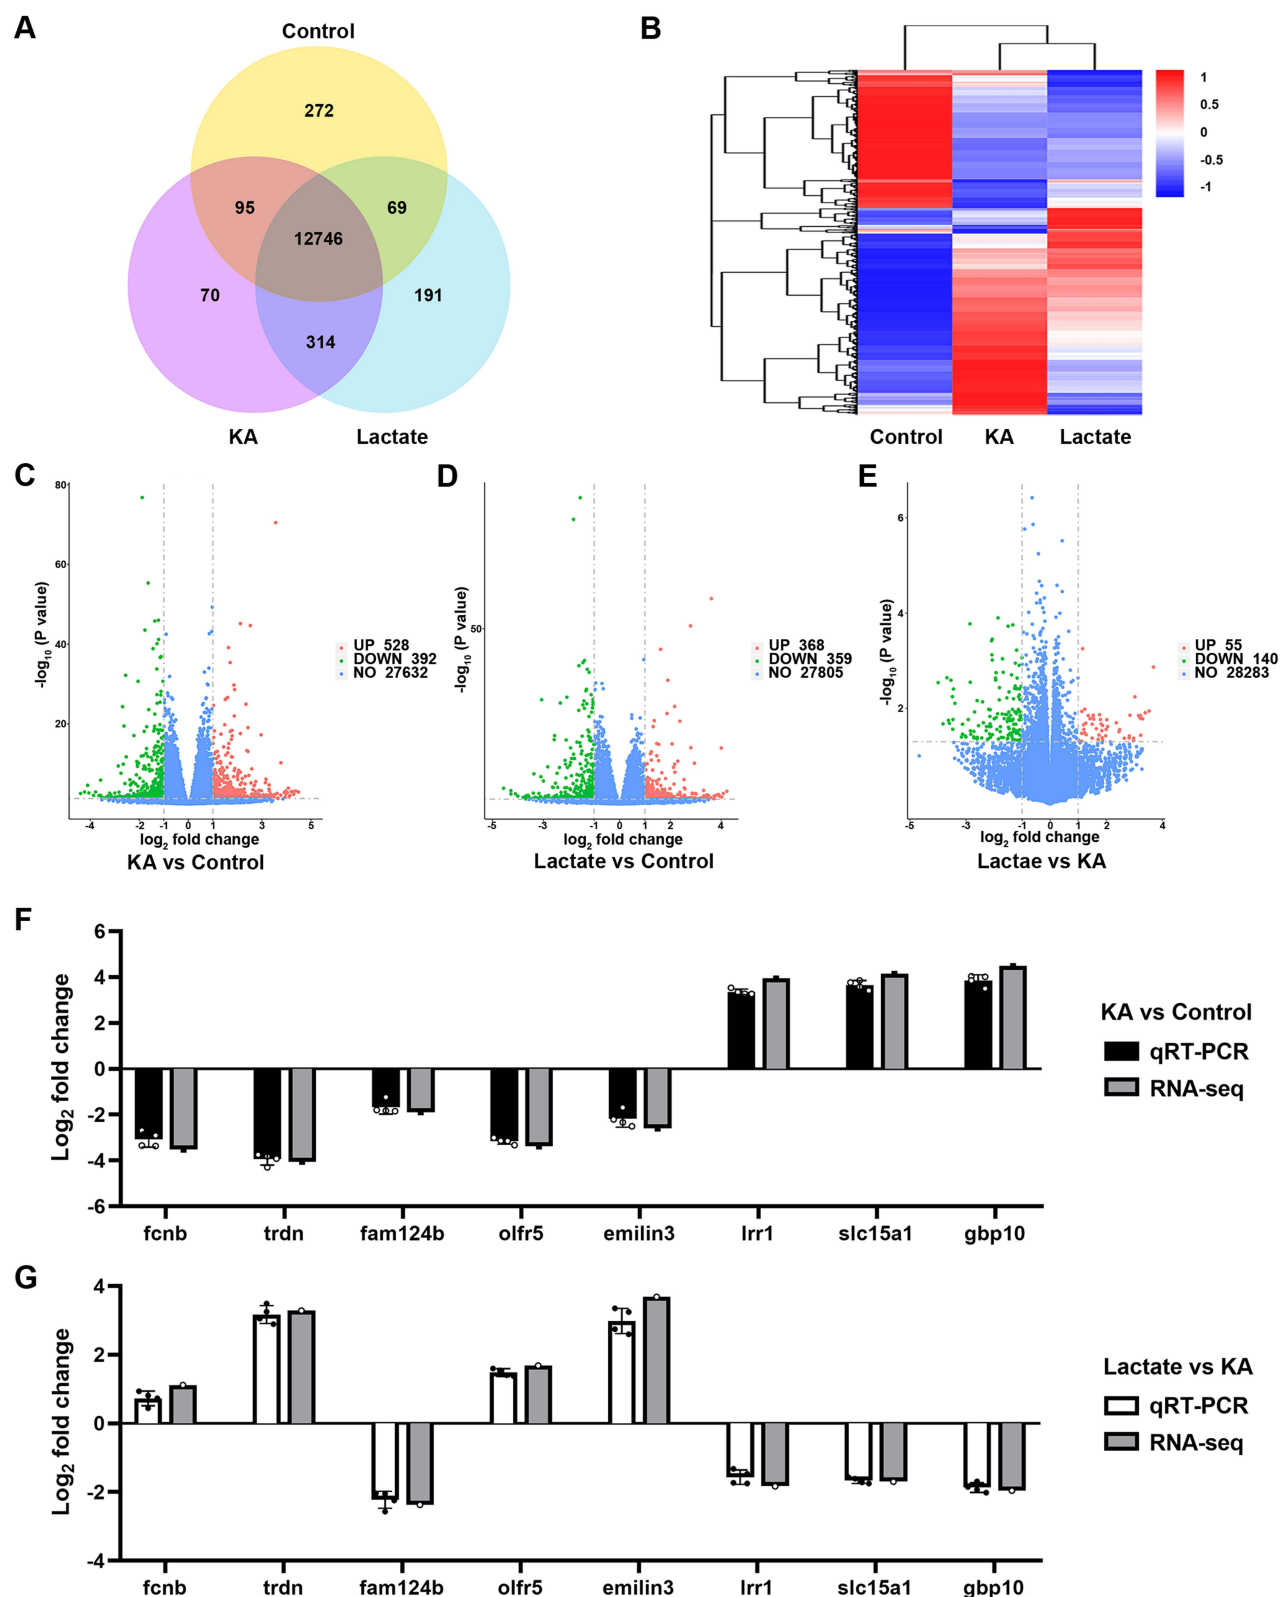 A
Control
272
95
69
12746
70
191
314
KA
Lactate
B
1
0.5
0
-0.5
-1
Control
KA
Lactate
C
80
60
40
20
-log10 (P value)
-4
-2
-1
0
1
3
5
log2 fold change
KA vs Control
UP 528
DOWN 392
NO 27632
D
50
-log10 (P value)
-5
-3
-1
0
1
2
4
log2 fold change
Lactate vs Control
UP 368
DOWN 359
NO 27805
E
6
4
2
-log10 (P value)
-5
-1
0
1
4
log2 fold change
Lactae vs KA
UP 55
DOWN 140
NO 28283
F
6
4
2
0
-2
-4
-6
Log2 fold change
fcnb
trdn
fam124b
olfr5
emilin3
lrr1
slc15a1
gbp10
KA vs Control
qRT-PCR
RNA-seq
G
4
2
0
-2
-4
Log2 fold change
fcnb
trdn
fam124b
olfr5
emilin3
lrr1
slc15a1
gbp10
Lactate vs KA
qRT-PCR
RNA-seq